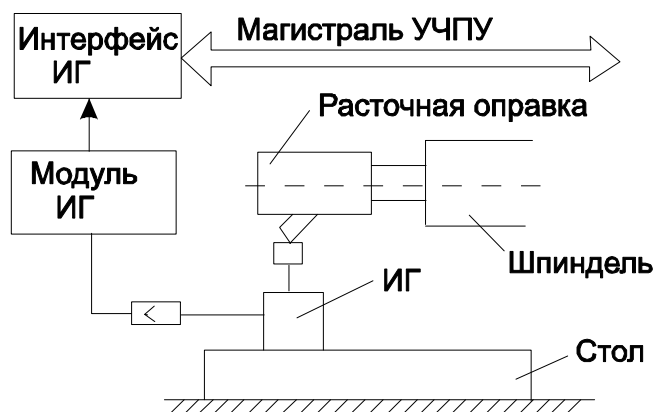 Интерфейс
ИГ
Магистраль УЧПУ
Расточная оправка
Модуль
ИГ
Шпиндель
ИГ
Стол